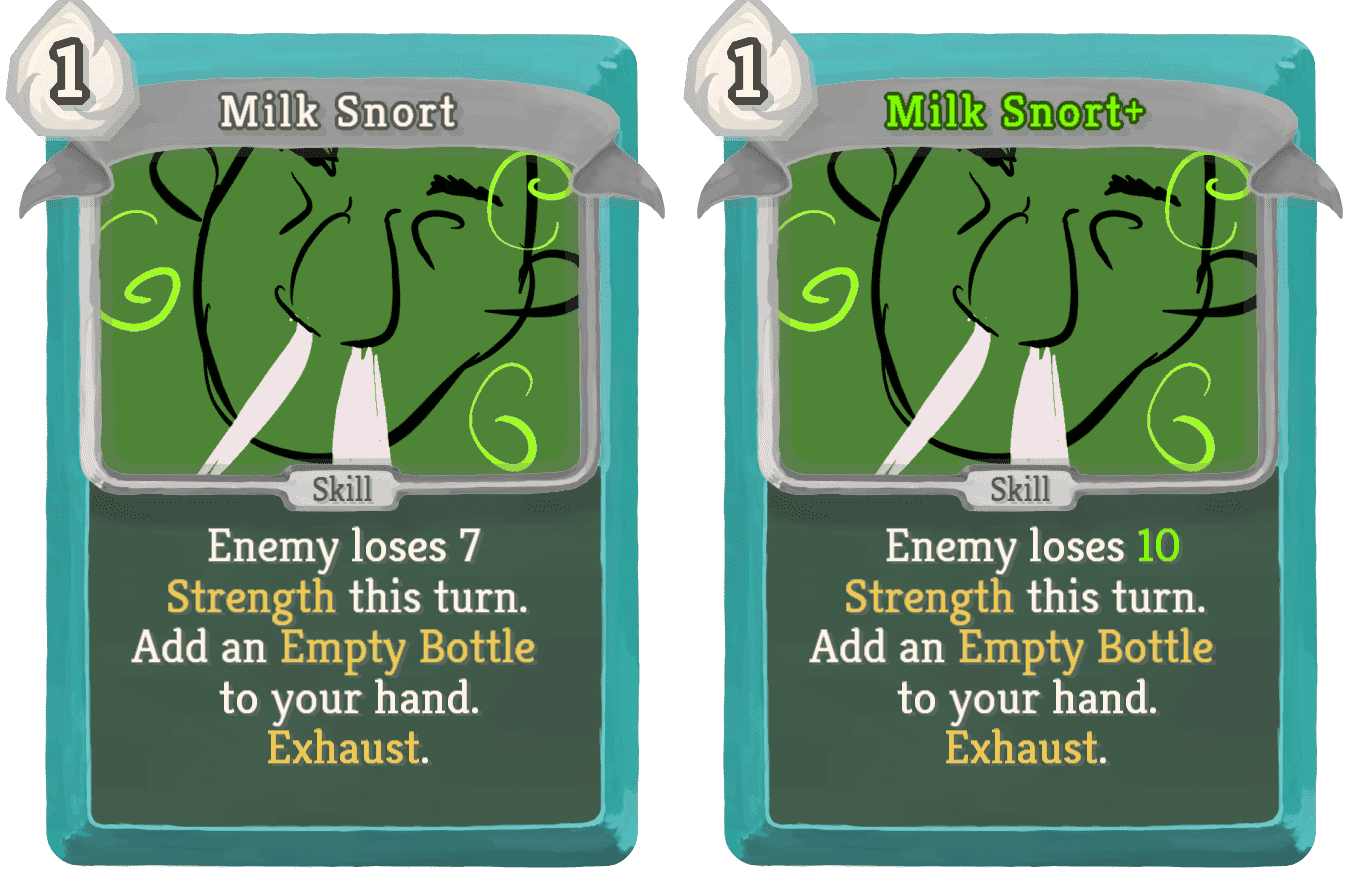 1
Milk Snort
Skill
Enemy loses 7
Strength this turn.
Add an Empty Bottle
to your hand.
Exhaust.
1
Milk Snort+
Skill
Enemy loses 10
Strength this turn.
Add an Empty Bottle
to your hand.
Exhaust.